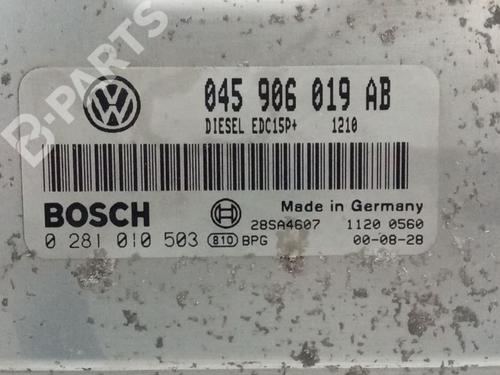 B-PARTS
045 906 019 AB
DIESEL EDC15P+ 1210
BOSCH
Made in Germany
28SA4607 1120 0560
0 281 010 503 810 BPG 00-08-28